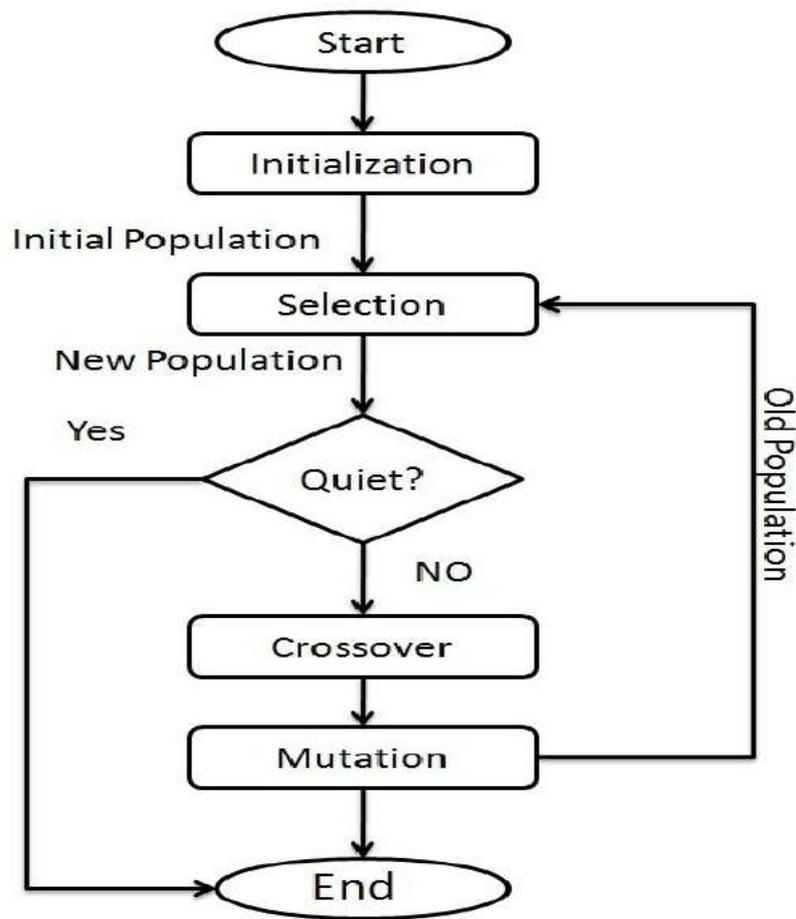 Start
Initialization
Initial Population
Selection
New Population
Yes
Quiet?
Old Population
NO
Crossover
Mutation
End